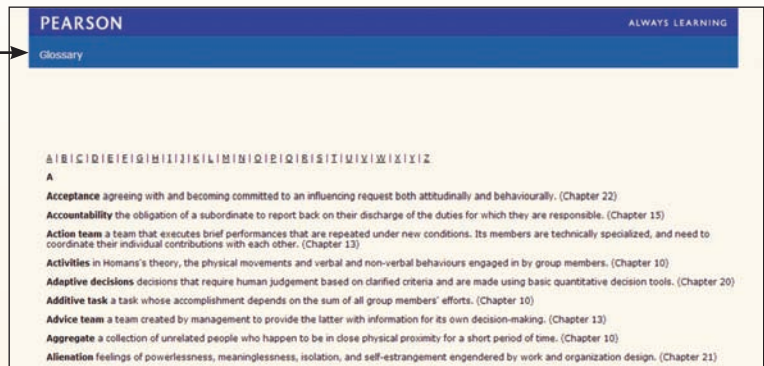 PEARSON
ALWAYS LEARNING
Glossary
A | B | C | D | E | F | G | H | I | J | K | L | M | N | O | P | Q | R | S | T | U | V | W | X | Y | Z
A
Acceptance agreeing with and becoming committed to an influencing request both attitudinally and behaviourally. (Chapter 22)
Accountability the obligation of a subordinate to report back on their discharge of the duties for which they are responsible. (Chapter 15)
Action team a team that executes brief performances that are repeated under new conditions. Its members are technically specialized, and need to
coordinate their individual contributions with each other. (Chapter 13)
Activities in Homans's theory, the physical movements and verbal and non-verbal behaviours engaged in by group members. (Chapter 10)
Adaptive decisions decisions that require human judgement based on clarified criteria and are made using basic quantitative decision tools. (Chapter 20)
Additive task a task whose accomplishment depends on the sum of all group members' efforts. (Chapter 10)
Advice team a team created by management to provide the latter with information for its own decision-making. (Chapter 13)
Aggregate a collection of unrelated people who happen to be in close physical proximity for a short period of time. (Chapter 10)
Alienation feelings of powerlessness, meaninglessness, isolation, and self-estrangement engendered by work and organization design. (Chapter 21)